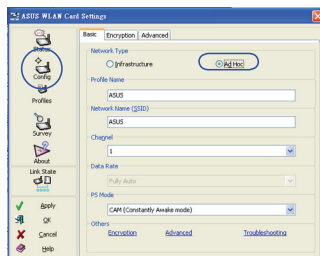 ASUS WLAN Card Settings
Status
Config
Profiles
Survey
About
Link State
Apply
OK
Cancel
Help
Basic Encryption Advanced
Network Type
Infrastructure Ad Hoc
Profile Name
ASUS
Network Name (SSID)
ASUS
Channel
1
Data Rate
Fully Auto
PS Mode
CAM (Constantly Awake mode)
Others
Encryption Advanced Troubleshooting